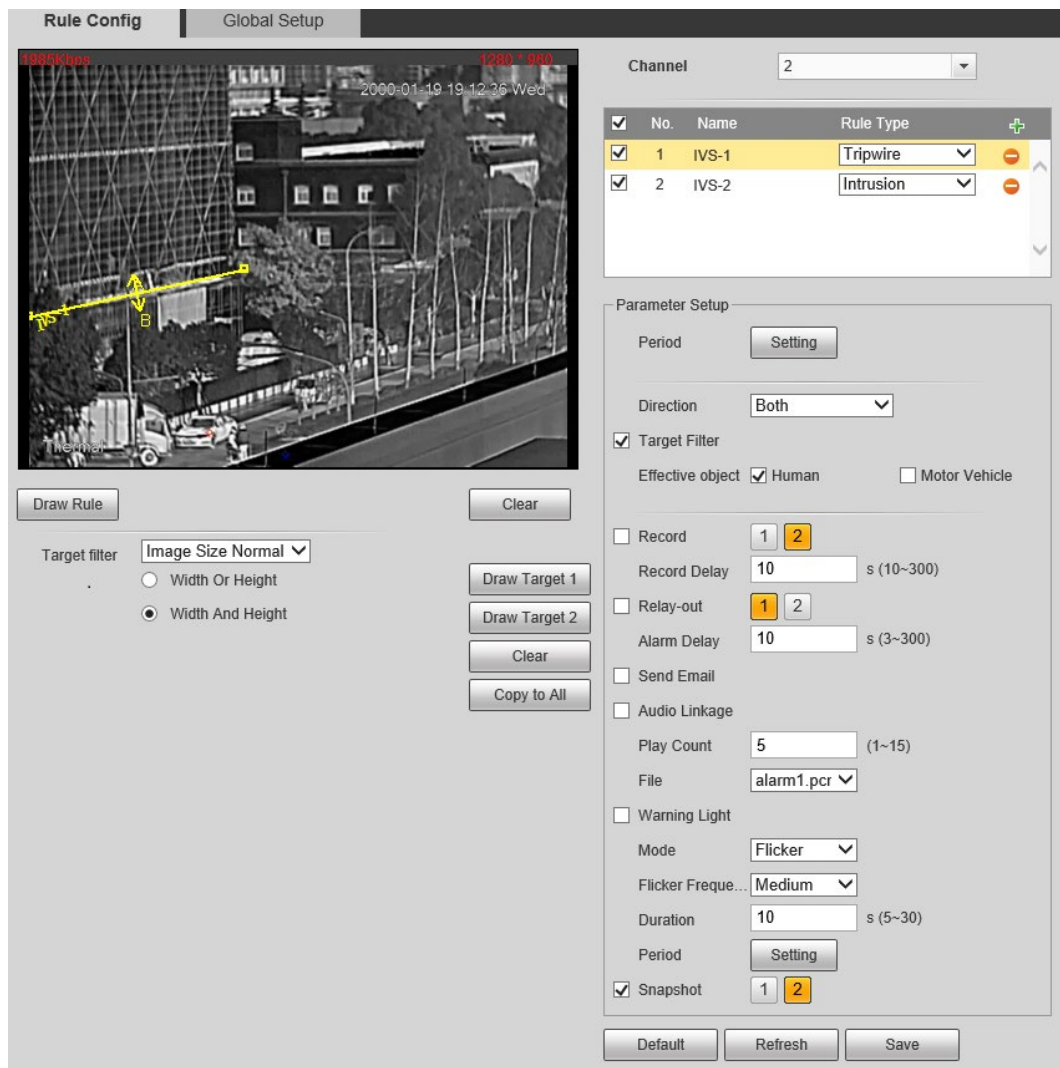 Rule Config
Global Setup
1985Kbps
1280 * 960
2000-01-19 19:12:36 Wed
IVS-1
B
Thermal
Draw Rule
Clear
Target filter
Image Size Normal
Width Or Height
Width And Height
Draw Target 1
Draw Target 2
Clear
Copy to All
Channel
2
No. Name Rule Type
1 IVS-1 Tripwire
2 IVS-2 Intrusion
Parameter Setup
Period Setting
Direction Both
Target Filter
Effective object Human Motor Vehicle
Record 1 2
Record Delay 10 s (10~300)
Relay-out 1 2
Alarm Delay 10 s (3~300)
Send Email
Audio Linkage
Play Count 5 (1~15)
File alarm1.pcr
Warning Light
Mode Flicker
Flicker Freque... Medium
Duration 10 s (5~30)
Period Setting
Snapshot 1 2
Default Refresh Save